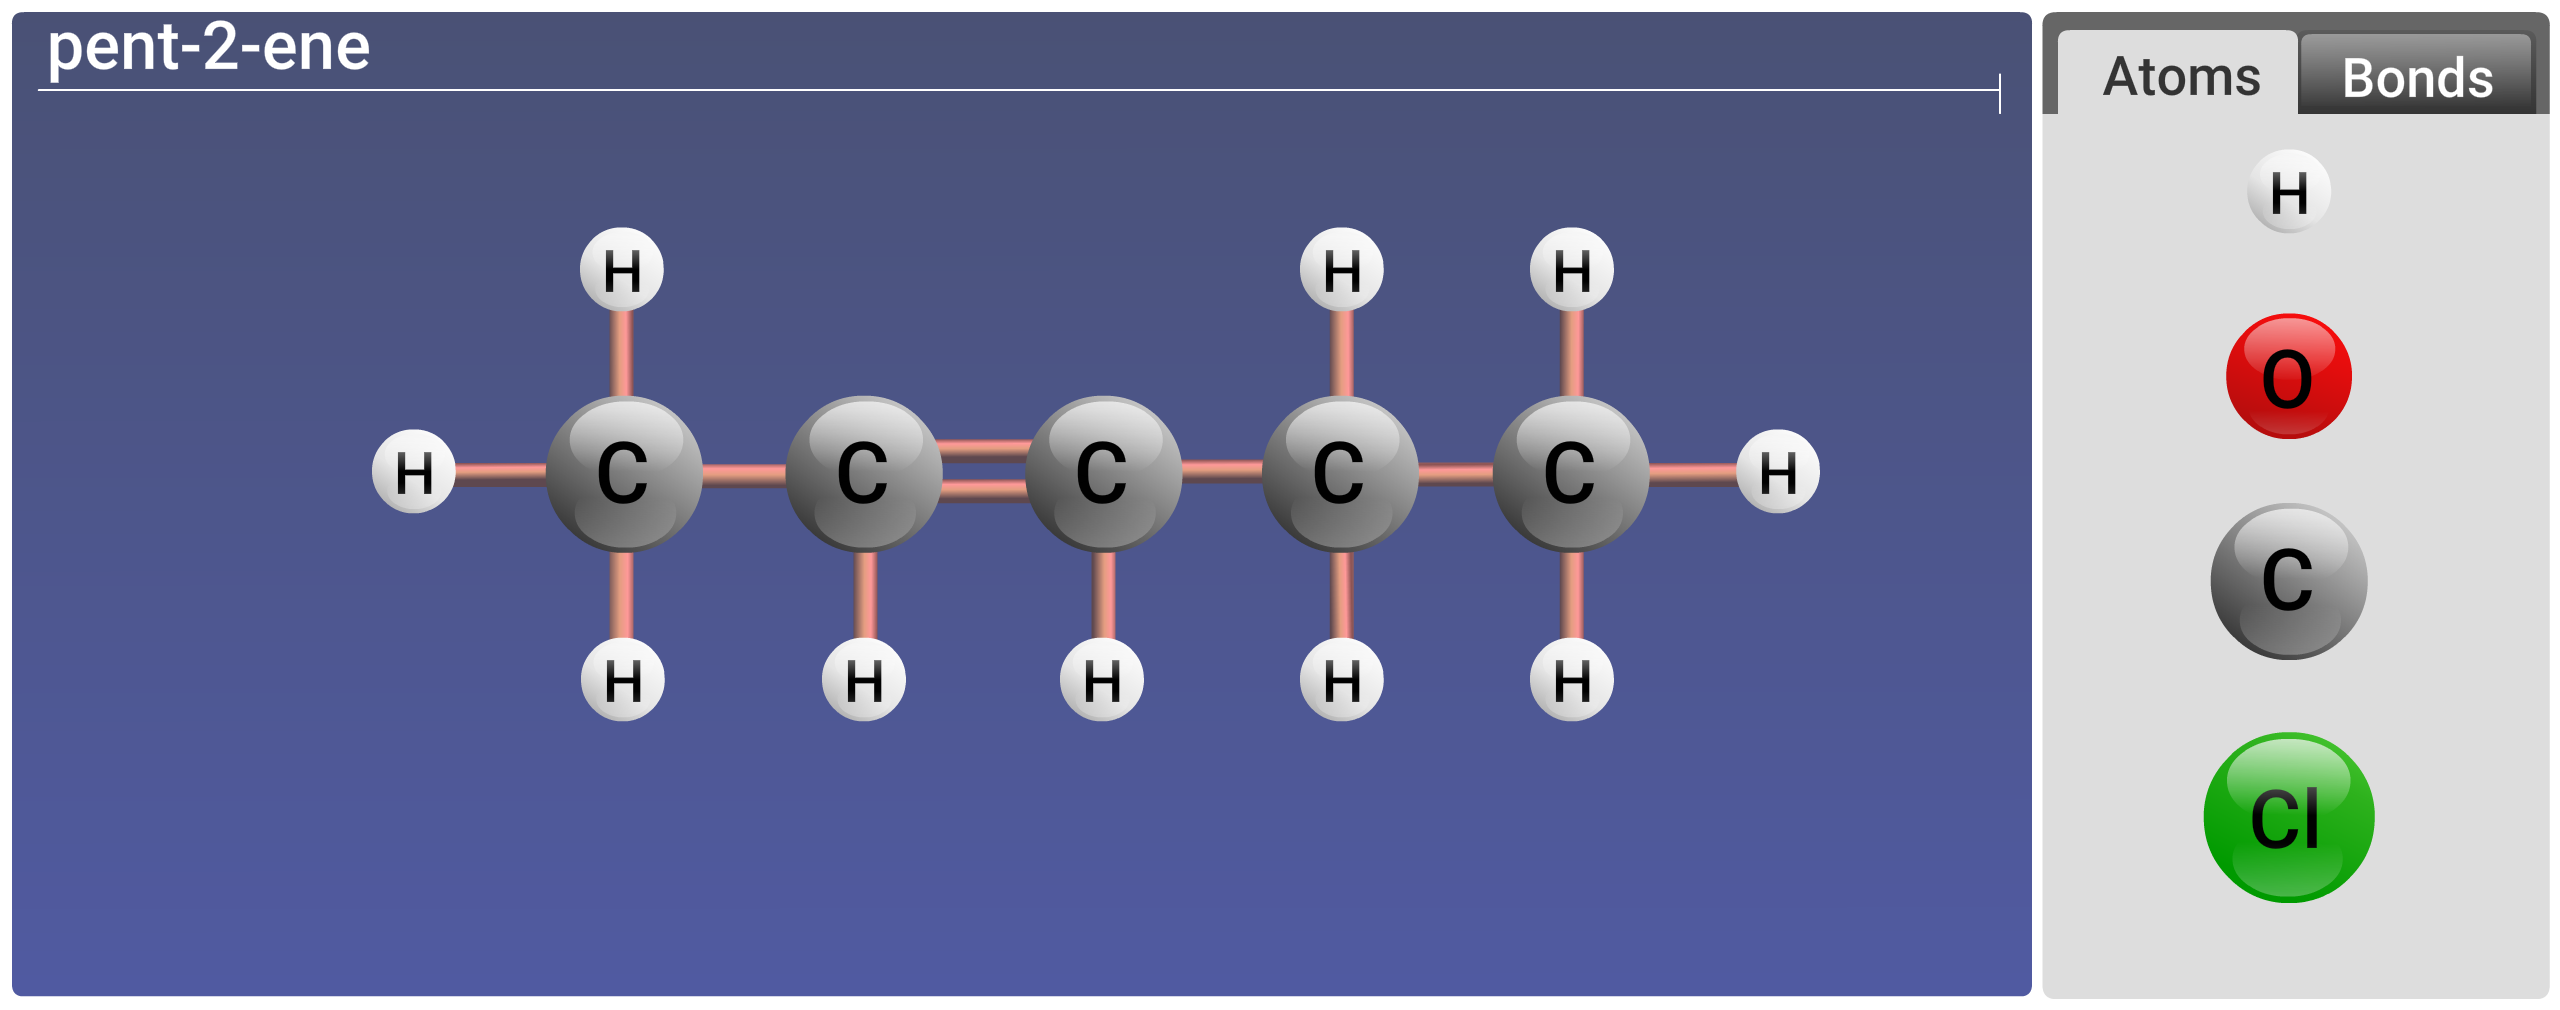 pent-2-ene
Atoms Bonds
H
H H H
O
H C C C C C H
C
H H H H H
Cl